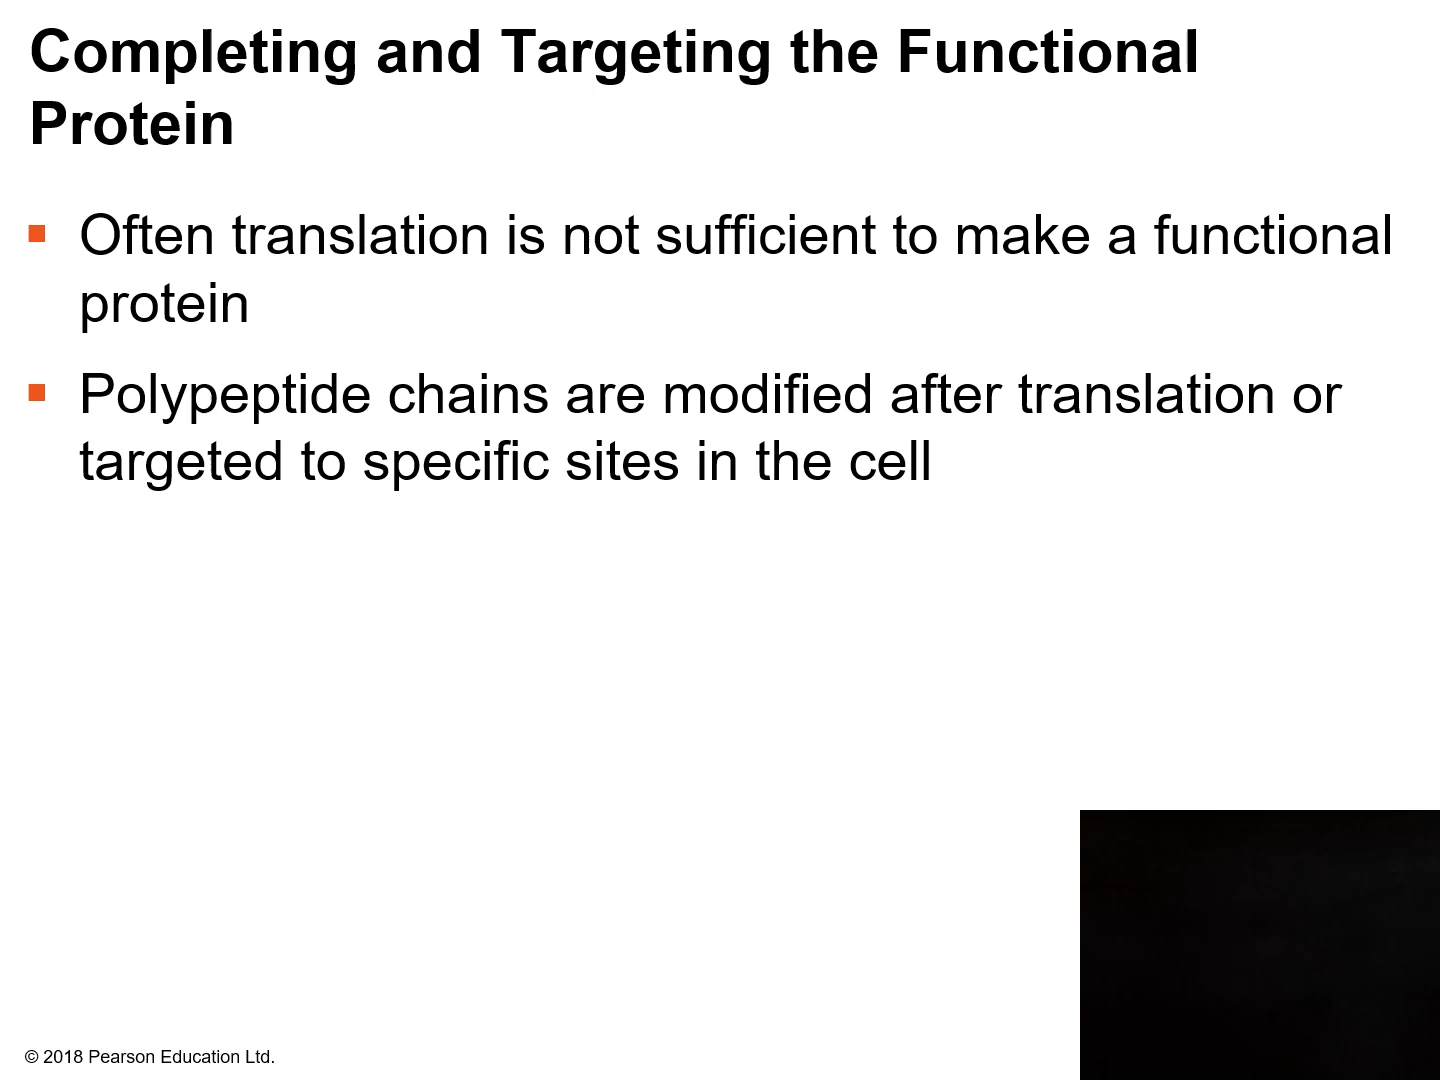 Completing and Targeting the Functional
Protein
▪ Often translation is not sufficient to make a functional
protein
▪ Polypeptide chains are modified after translation or
targeted to specific sites in the cell
© 2018 Pearson Education Ltd.